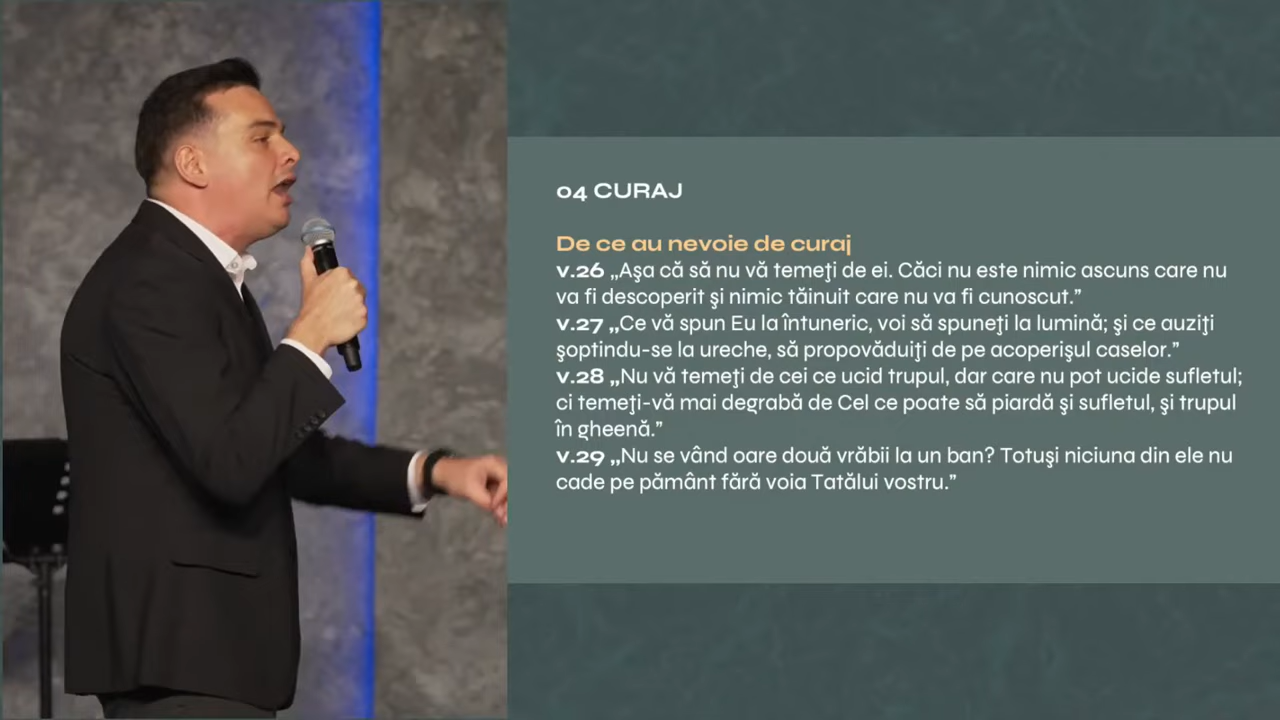 04 CURAJ
De ce au nevoie de curaj
v.26 „Aşa că să nu vă temeţi de ei. Căci nu este nimic ascuns care nu
va fi descoperit şi nimic tăinuit care nu va fi cunoscut.”
v.27 „Ce vă spun Eu la întuneric, voi să spuneţi la lumină; şi ce auziţi
şoptindu-se la ureche, să propovăduiţi de pe acoperişul caselor.”
v.28 „Nu vă temeţi de cei ce ucid trupul, dar care nu pot ucide sufletul;
ci temeţi-vă mai degrabă de Cel ce poate să piardă şi sufletul, şi trupul
în gheenă.”
v.29 „Nu se vând oare două vrăbii la un ban? Totuşi niciuna din ele nu
cade pe pământ fără voia Tatălui vostru.”